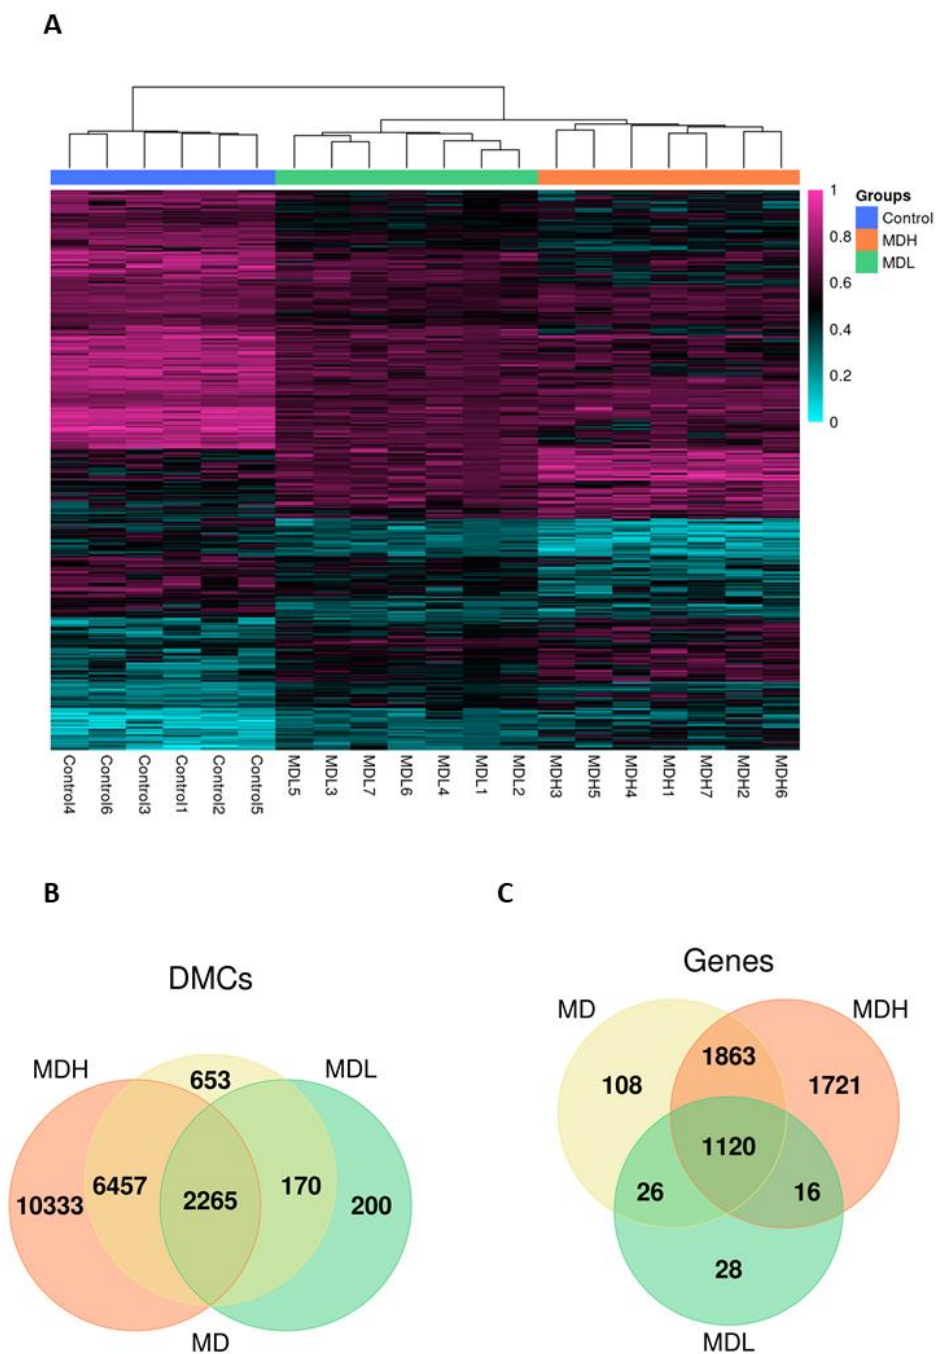 A
1
Groups
0.8
Control
MDH
0.6
MDL
0.4
0.2
0
Control4
Control6
Control3
Control1
Control2
Control5
MDL5
MDL3
MDL7
MDL6
MDL4
MDL1
MDL2
MDH3
MDH5
MDH4
MDH1
MDH7
MDH2
MDH6
B
DMCs
MDH
MDL
653
6457
170
10333
2265
200
MD
C
Genes
MD
MDH
1863
108
1721
1120
26
16
28
MDL